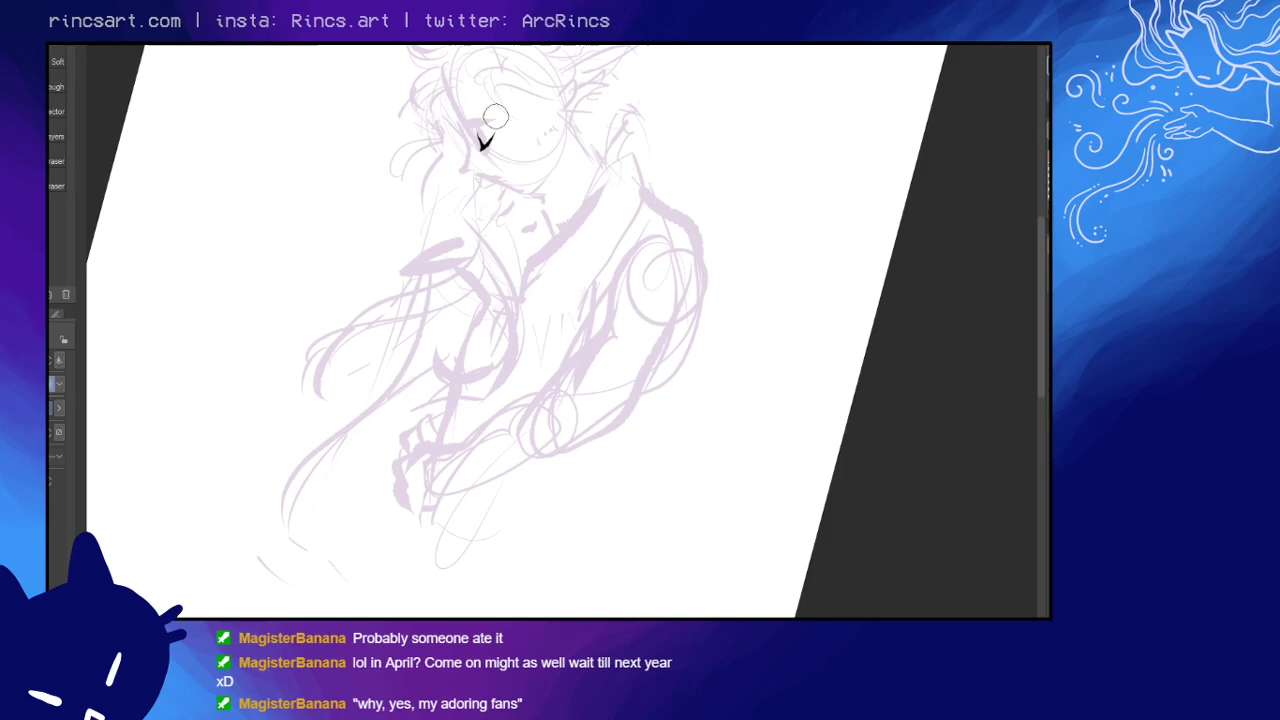 rincsart.com | insta: Rincs.art | twitter: ArcRincs
Soft
ough
ector
ayers
raser
raser
MagisterBanana Probably someone ate it
MagisterBanana lol in April? Come on might as well wait till next year
xD
MagisterBanana "why, yes, my adoring fans"